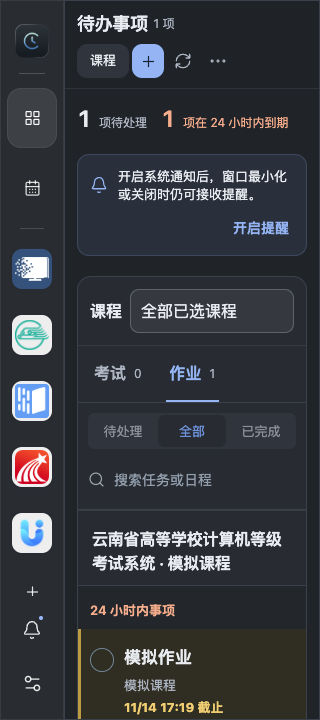 待办事项 1 项
课程
1 项待处理 1 项在 24 小时内到期
开启系统通知后，窗口最小化
或关闭时仍可接收提醒。
开启提醒
课程 全部已选课程
考试 0 作业 1
待处理 全部 已完成
搜索任务或日程
云南省高等学校计算机等级
考试系统 · 模拟课程
24 小时内事项
模拟作业
模拟课程
11/14 17:19 截止